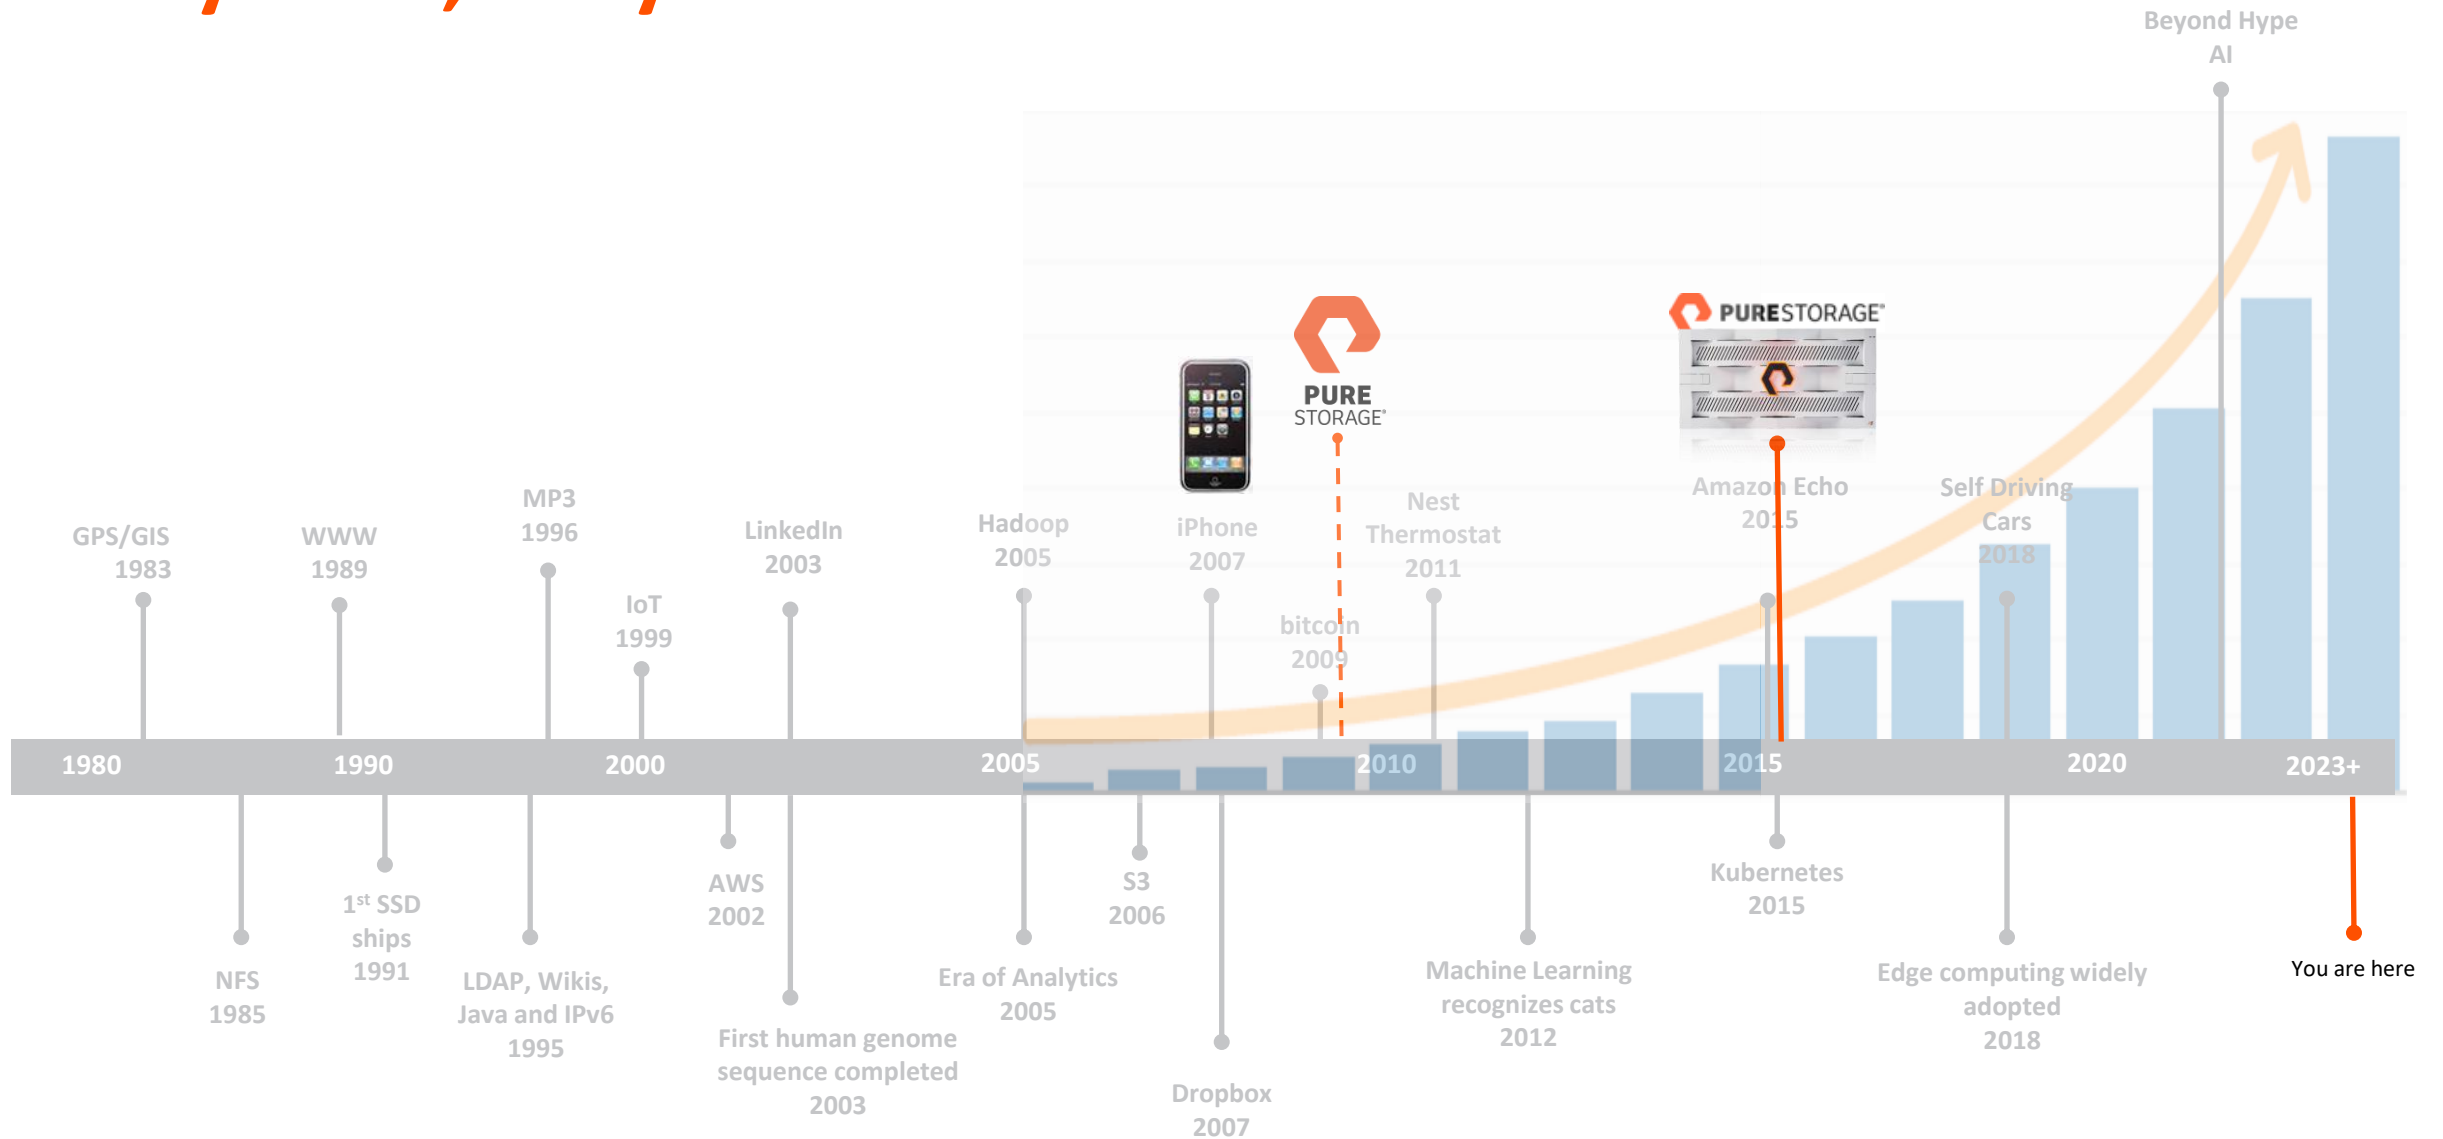 Beyond Hype
AI
PURE
STORAGE®
PURESTORAGE®
GPS/GIS
1983
WWW
1989
MP3
1996
IoT
1999
LinkedIn
2003
Hadoop
2005
iPhone
2007
bitcoin
2009
Nest
Thermostat
2011
Amazon Echo
2015
Self Driving
Cars
2018
1980
1990
2000
2005
2010
2015
2020
2023+
NFS
1985
1st SSD
ships
1991
LDAP, Wikis,
Java and IPv6
1995
AWS
2002
First human genome
sequence completed
2003
Era of Analytics
2005
S3
2006
Dropbox
2007
Machine Learning
recognizes cats
2012
Kubernetes
2015
Edge computing widely
adopted
2018
You are here